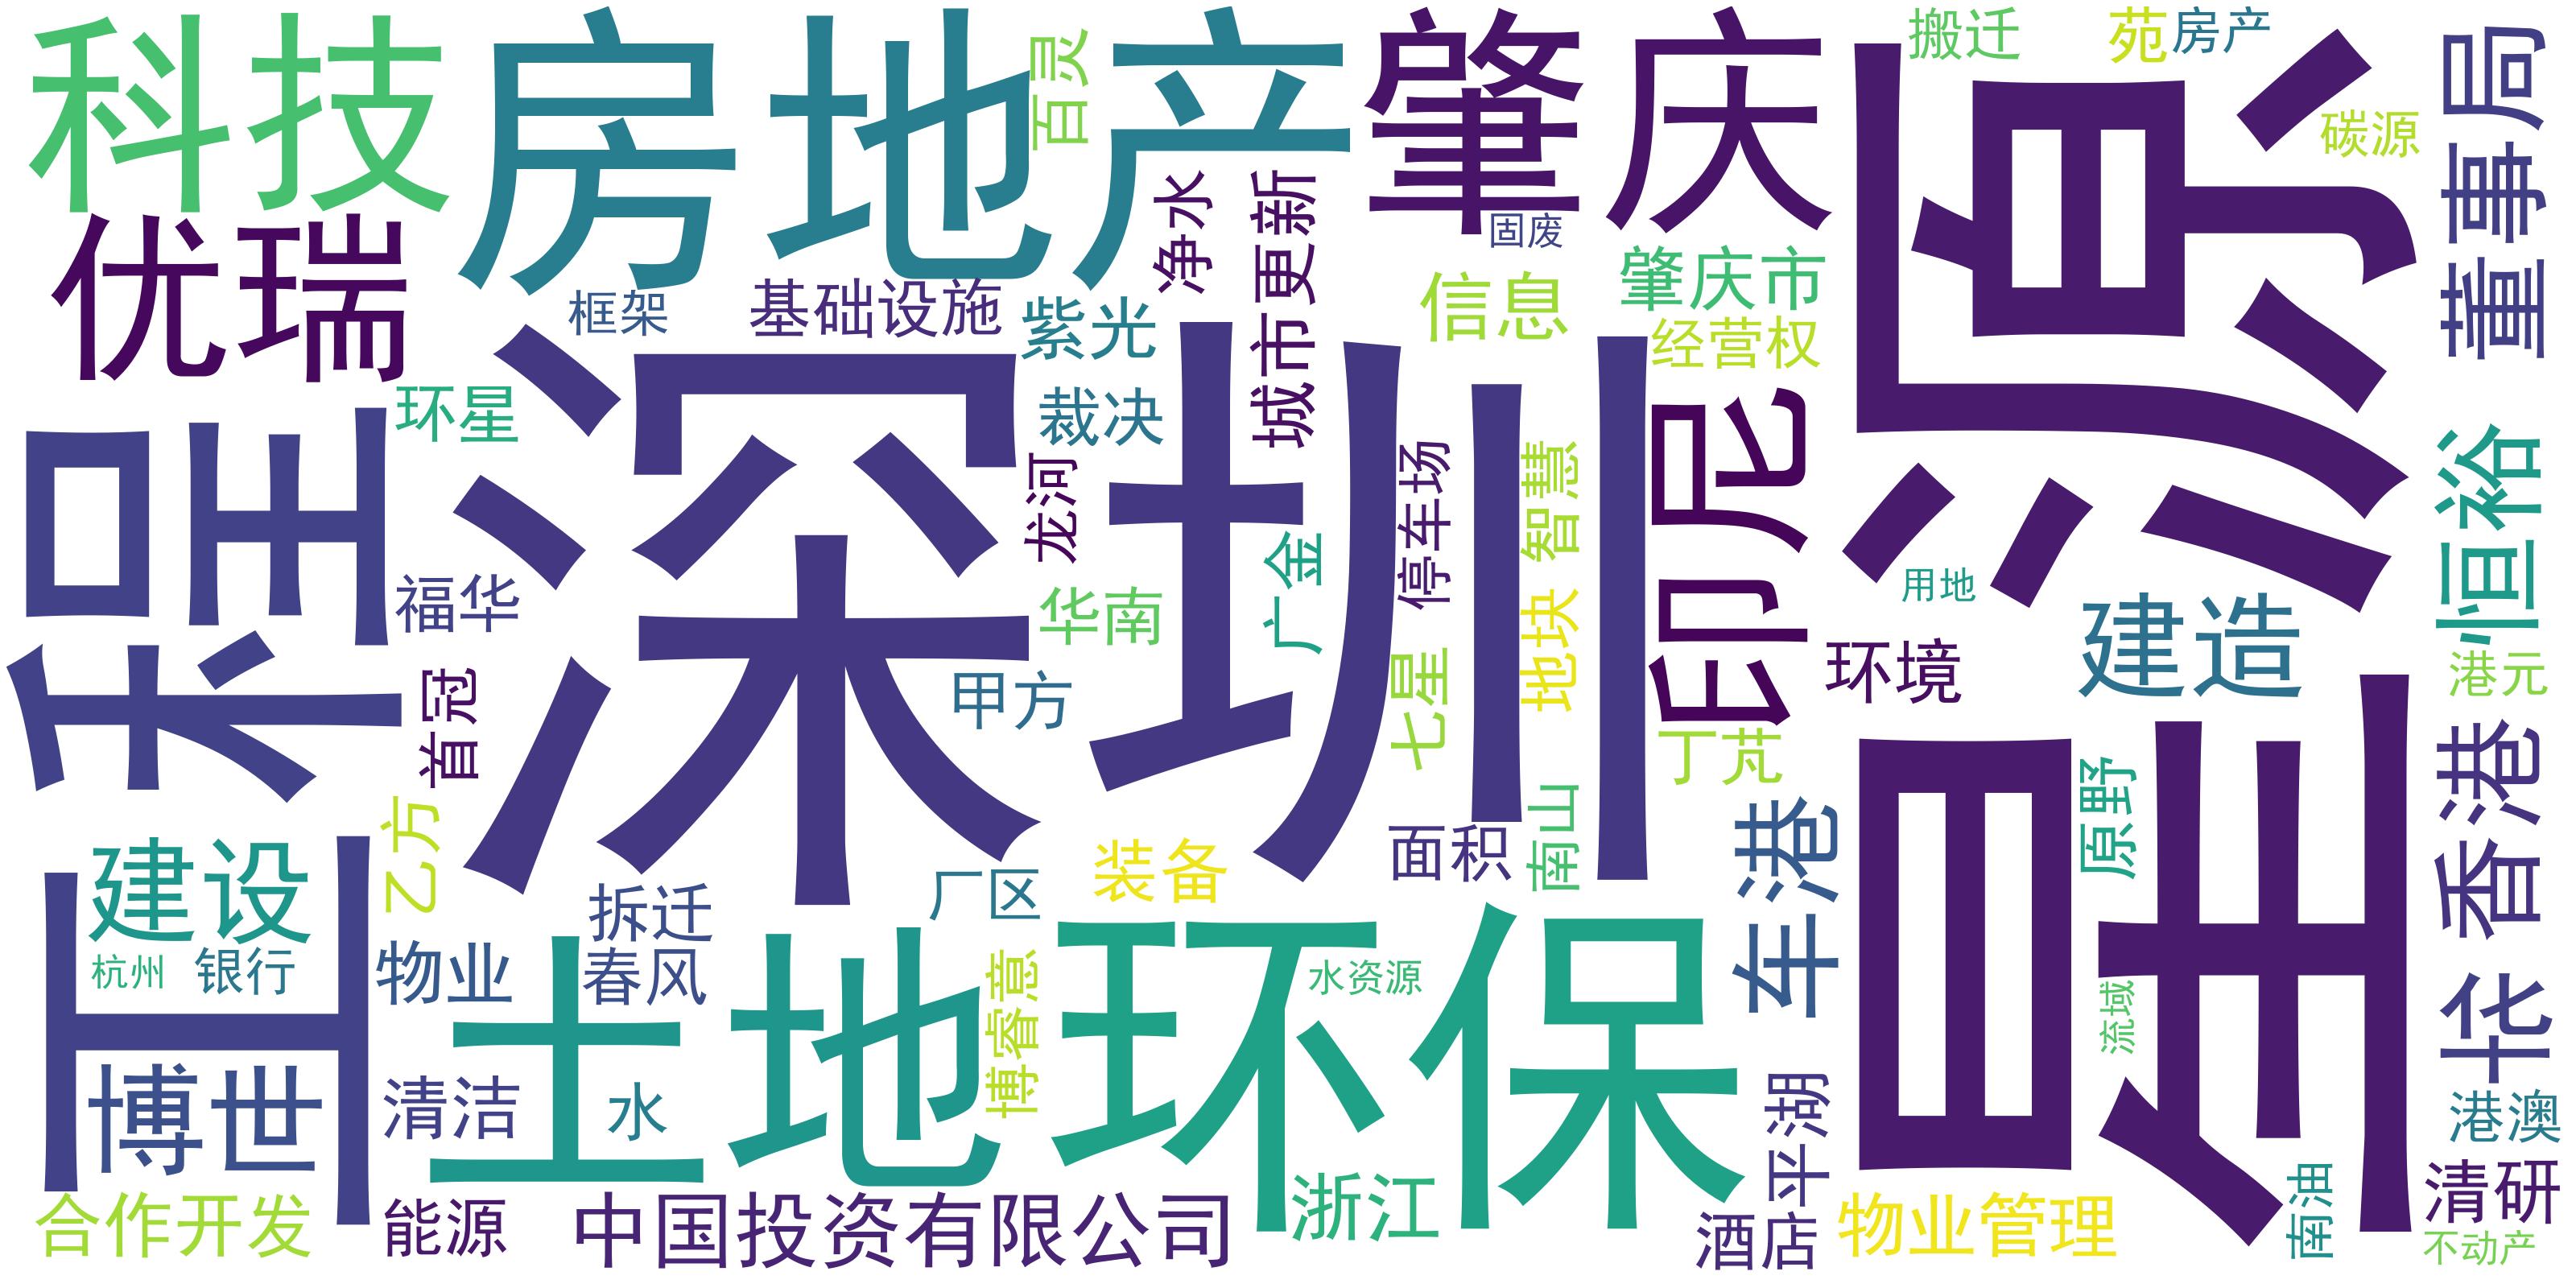 科技
房地产
百灵
肇庆
搬迁
苑
房产
碳源
董事局
星源
优瑞
净水
城市更新
固废
框架
基础设施
紫光
信息
肇庆市
经营权
深圳
环星
裁决
龙河
停车场
智慧
印尼
恒裕
工程
福华
华南
广金
地块
用地
建造
环境
首冠
甲方
七星
丁芃
港元
原野
香港
车港
南山
面积
建设
乙方
拆迁
厂区
装备
杭州
银行
物业
春风
土地
博睿意
环保
水资源
流域
华
博世
清洁
水
平湖
港澳
合作开发
能源
中国投资有限公司
浙江
酒店
物业管理
南油
清研
不动产